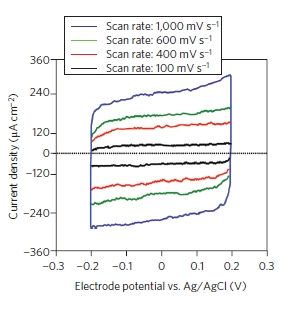 Scan rate: 1,000 mV s⁻¹
Scan rate: 600 mV s⁻¹
Scan rate: 400 mV s⁻¹
Scan rate: 100 mV s⁻¹
360
240
120
0
−120
−240
−360
Current density (μA cm⁻²)
−0.3 −0.2 −0.1 0 0.1 0.2 0.3
Electrode potential vs. Ag/AgCl (V)